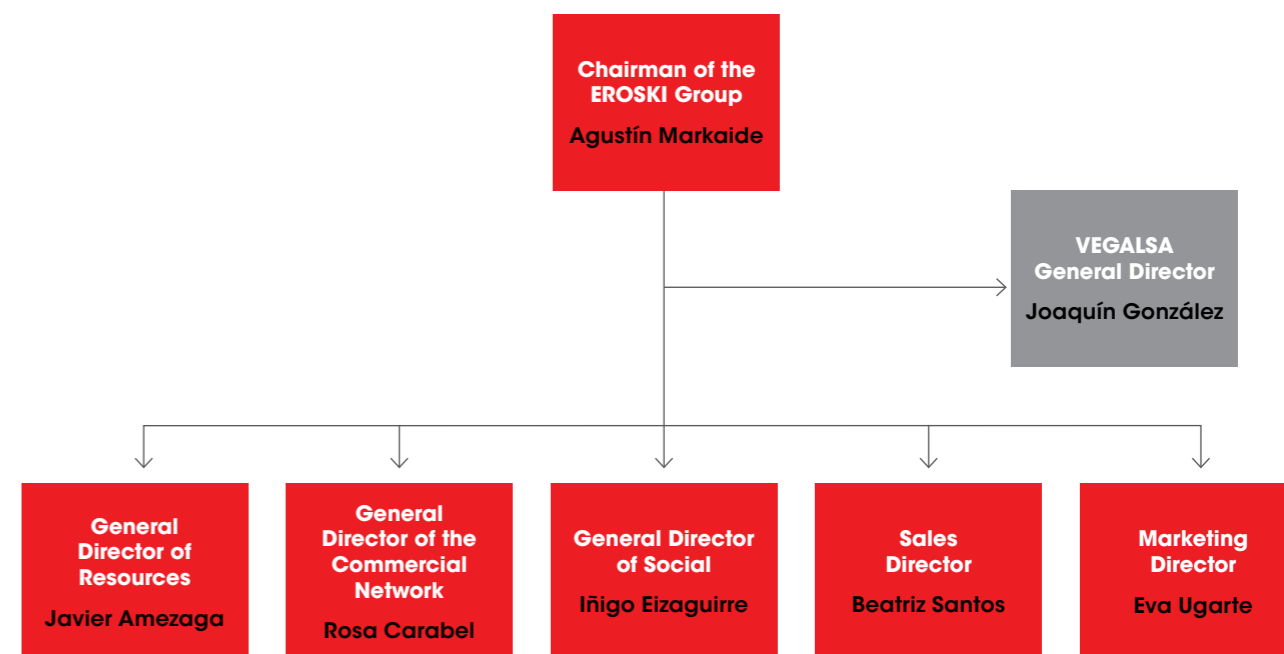 Chairman of the
EROSKI Group
Agustín Markaide
VEGALSA
General Director
Joaquín González
General
Director of
Resources
Javier Amezaga
General
Director of the
Commercial
Network
Rosa Carabel
General Director
of Social
Iñigo Eizaguirre
Sales
Director
Beatriz Santos
Marketing
Director
Eva Ugarte